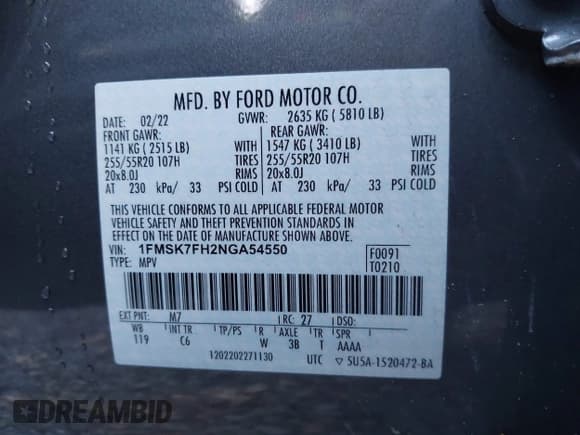 MFD. BY FORD MOTOR CO.
DATE: 02/22 GVWR: 2635 KG ( 5810 LB)
FRONT GAWR: REAR GAWR:
1141 KG ( 2515 LB) WITH 1547 KG ( 3410 LB) WITH
255/55R20 107H TIRES 255/55R20 107H TIRES
20x8.0J RIMS 20x8.0J RIMS
AT 230 kPa/ 33 PSI COLD AT 230 kPa/ 33 PSI COLD
THIS VEHICLE CONFORMS TO ALL APPLICABLE FEDERAL MOTOR
VEHICLE SAFETY AND THEFT PREVENTION STANDARDS IN
EFFECT ON THE DATE OF MANUFACTURE SHOWN ABOVE.
VIN: 1FMSK7FH2NGA54550 F0091
TYPE: MPV T0210
EXT PNT: M7 RC: 27 DSO:
WB INT TR TP/PS R AXLE TR SPR
119 C6 W 3B 1 AAAA
1202202271130 UTC ▽ 5U5A-1520472-BA
DREAMBID